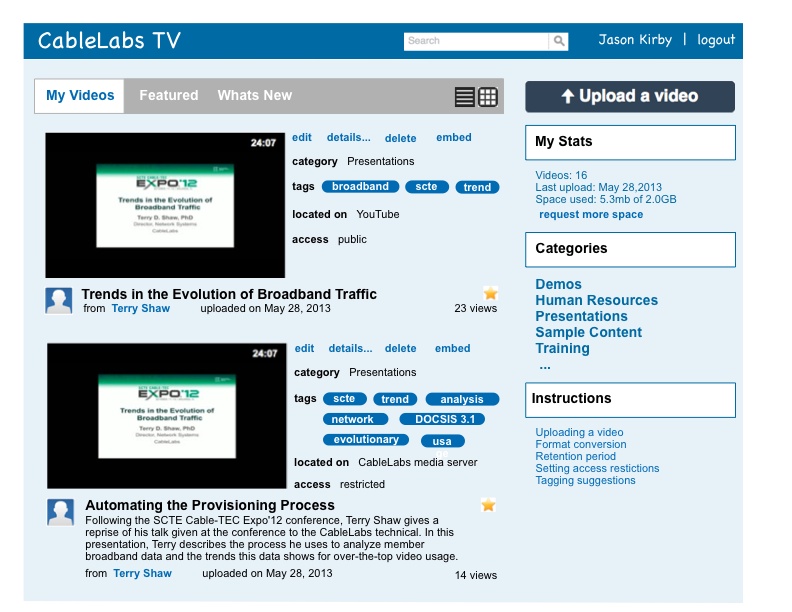 CableLabs TV
Search
Jason Kirby | logout
My Videos Featured Whats New
24:07
SCTE CABLE-TEC
EXPO'12
Trends in the Evolution of
Broadband Traffic
Terry D. Shaw, PhD
Director, Network Systems
CableLabs
edit details... delete embed
category Presentations
tags broadband scte trend
located on YouTube
access public
Trends in the Evolution of Broadband Traffic
from Terry Shaw uploaded on May 28, 2013
23 views
24:07
SCTE CABLE-TEC
EXPO'12
Trends in the Evolution of
Broadband Traffic
Terry D. Shaw, PhD
Director, Network Systems
CableLabs
edit details... delete embed
category Presentations
tags scte trend analysis
network DOCSIS 3.1
evolutionary usa
located on CableLabs media server
access restricted
Automating the Provisioning Process
Following the SCTE Cable-TEC Expo'12 conference, Terry Shaw gives a
reprise of his talk given at the conference to the CableLabs technical. In this
presentation, Terry describes the process he uses to analyze member
broadband data and the trends this data shows for over-the-top video usage.
from Terry Shaw uploaded on May 28, 2013
14 views
Upload a video
My Stats
Videos: 16
Last upload: May 28,2013
Space used: 5.3mb of 2.0GB
request more space
Categories
Demos
Human Resources
Presentations
Sample Content
Training
...
Instructions
Uploading a video
Format conversion
Retention period
Setting access restictions
Tagging suggestions